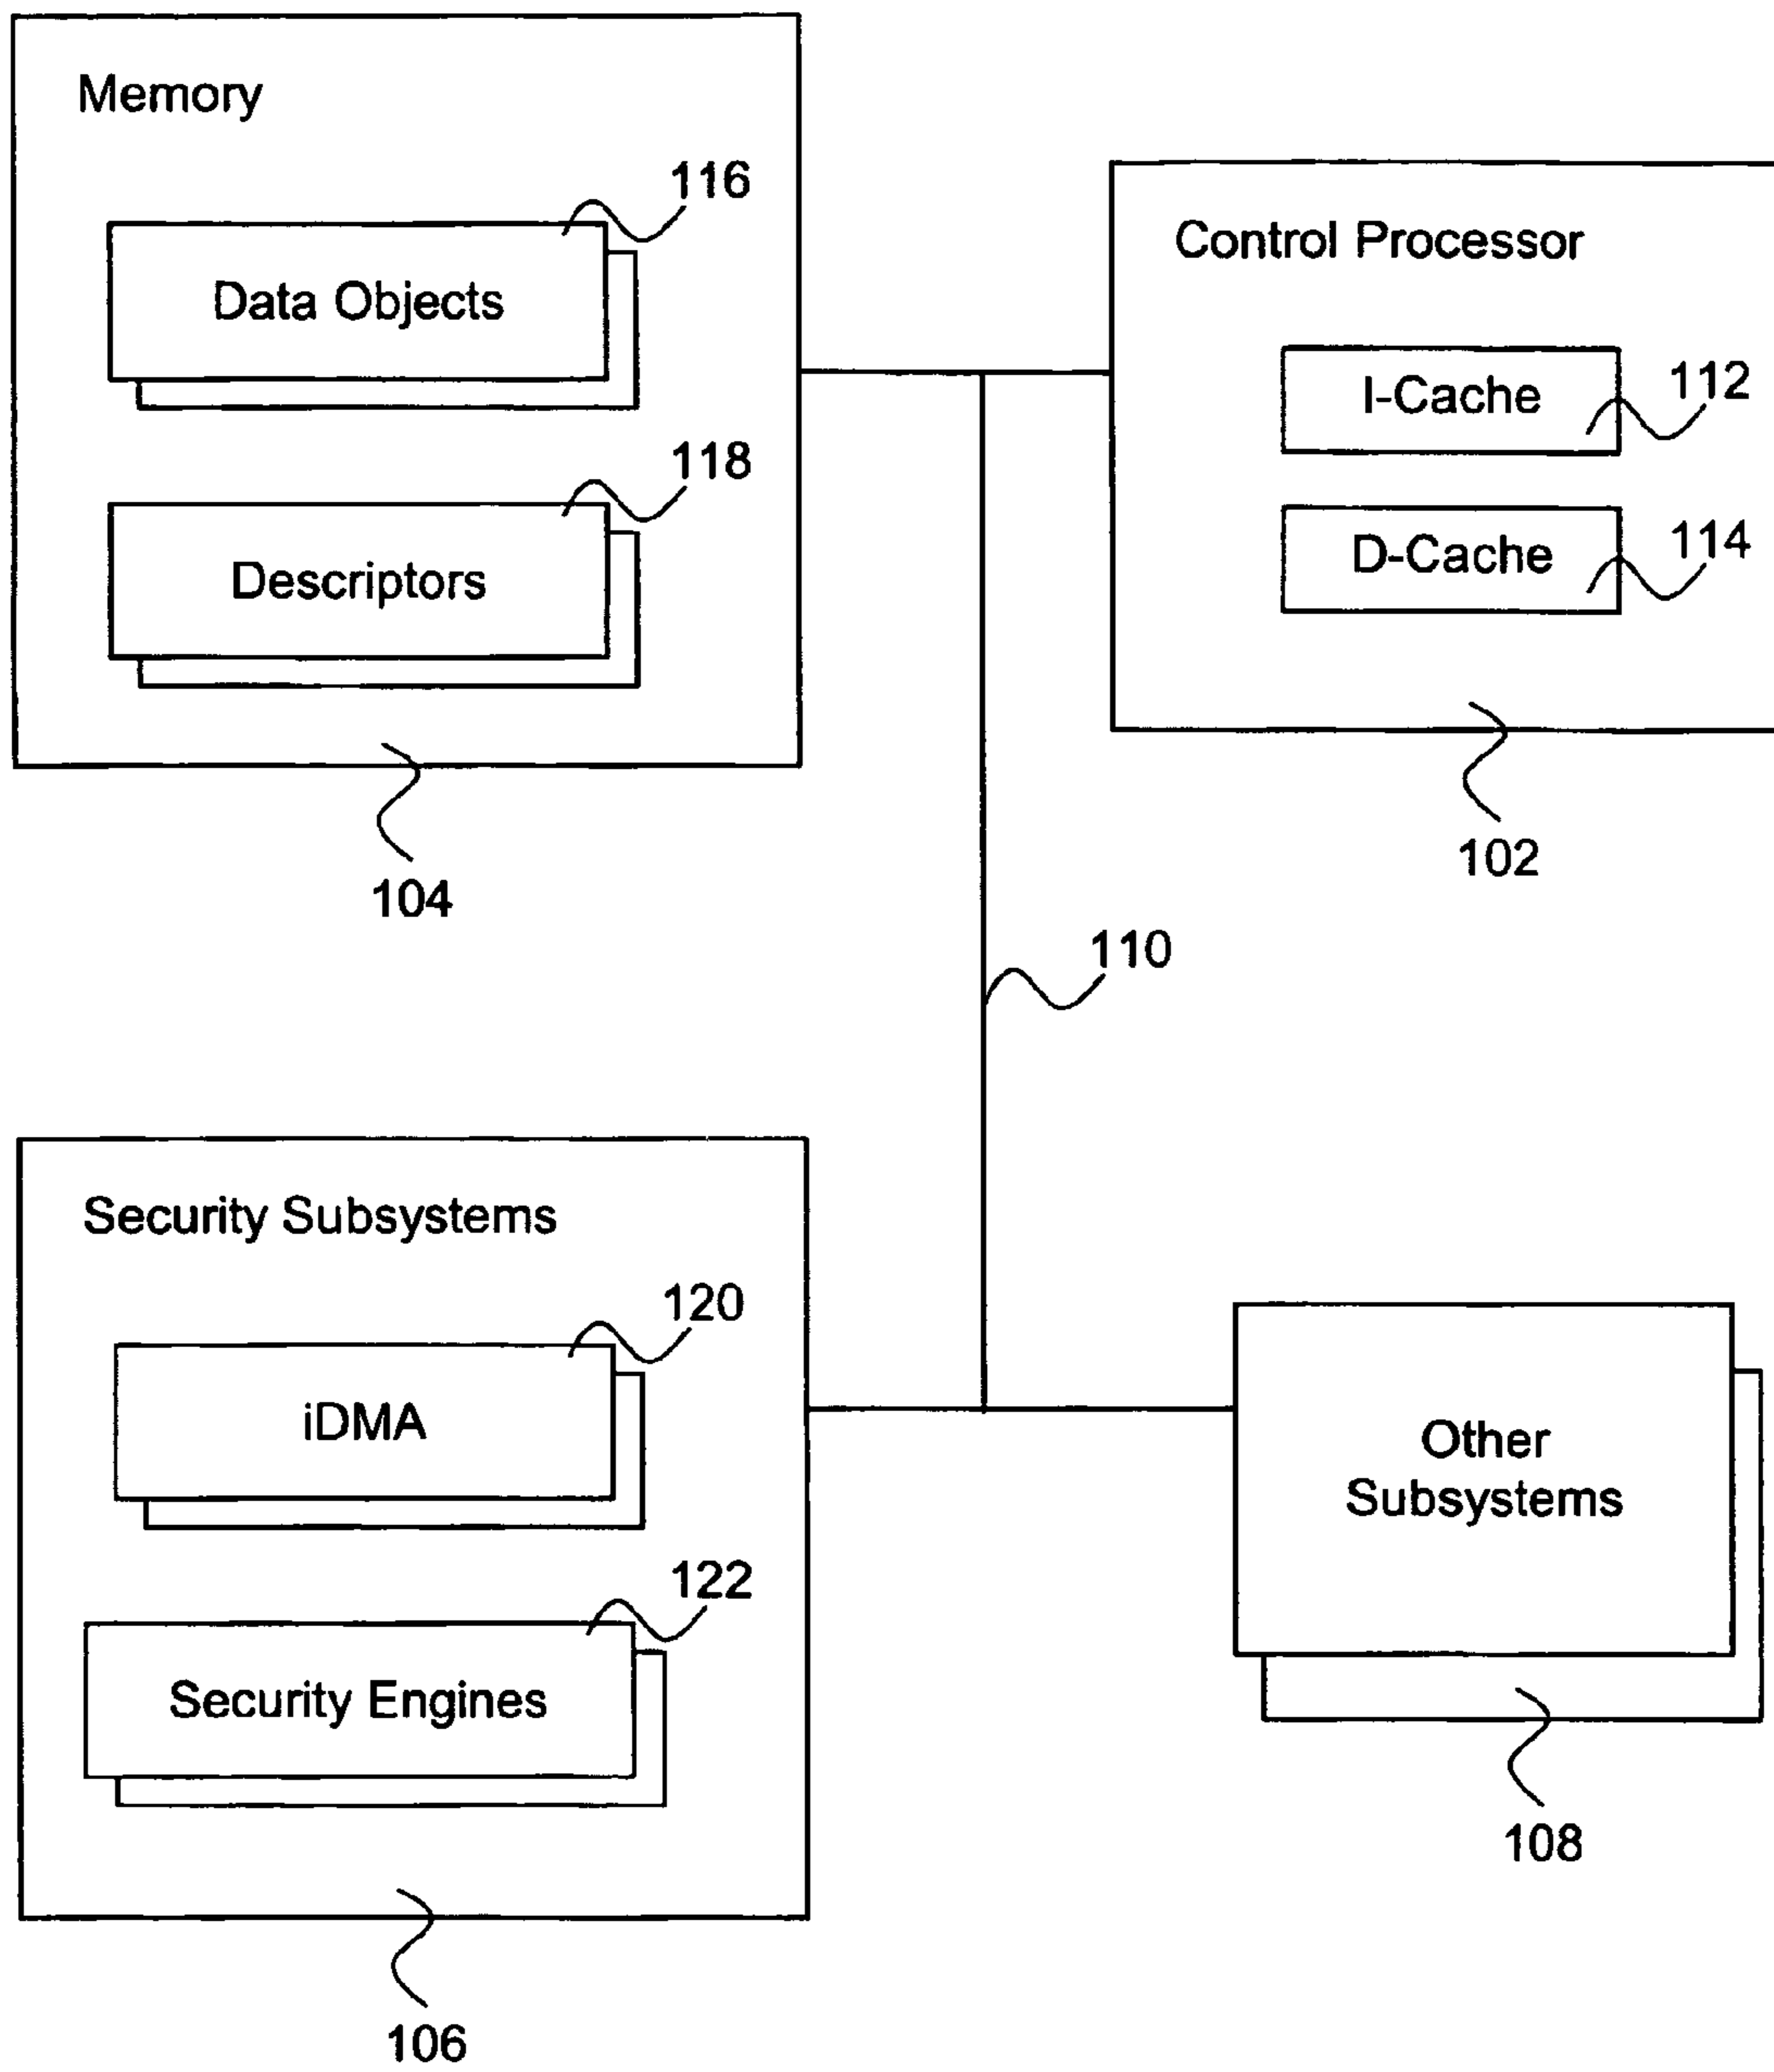 Memory
116
Data Objects
118
Descriptors
104
Control Processor
I-Cache
112
D-Cache
114
102
110
Security Subsystems
120
iDMA
122
Security Engines
106
Other
Subsystems
108